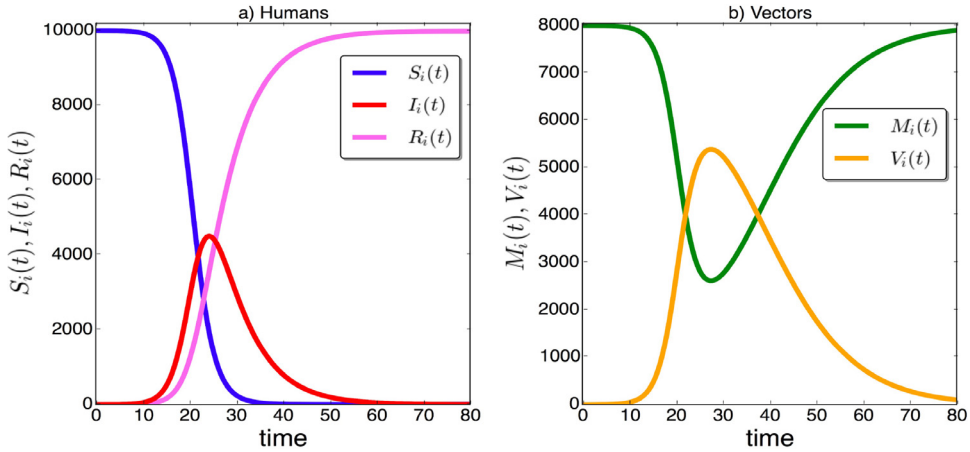 a) Humans
10000
8000
6000
4000
2000
0
S_i(t), I_i(t), R_i(t)
S_i(t)
I_i(t)
R_i(t)
0 10 20 30 40 50 60 70 80
time
b) Vectors
8000
7000
6000
5000
4000
3000
2000
1000
0
M_i(t), V_i(t)
M_i(t)
V_i(t)
0 10 20 30 40 50 60 70 80
time